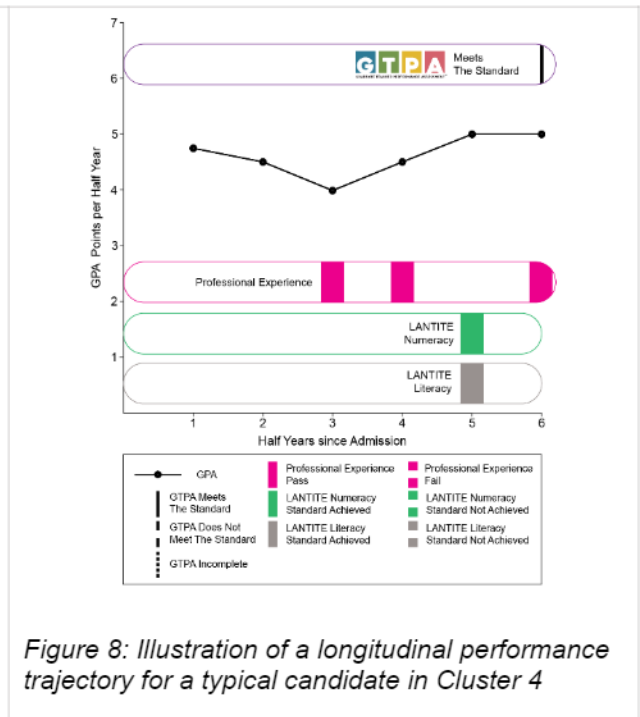 7
6
5
4
3
2
1
GPA Points per Half Year
GTPA
Meets
The Standard
Professional Experience
LANTITE
Numeracy
LANTITE
Literacy
1 2 3 4 5 6
Half Years since Admission
GPA
GTPA Meets
The Standard
GTPA Does Not
Meet The Standard
GTPA Incomplete
Professional Experience
Pass
LANTITE Numeracy
Standard Achieved
LANTITE Literacy
Standard Achieved
Professional Experience
Fail
LANTITE Numeracy
Standard Not Achieved
LANTITE Literacy
Standard Not Achieved
Figure 8: Illustration of a longitudinal performance
trajectory for a typical candidate in Cluster 4